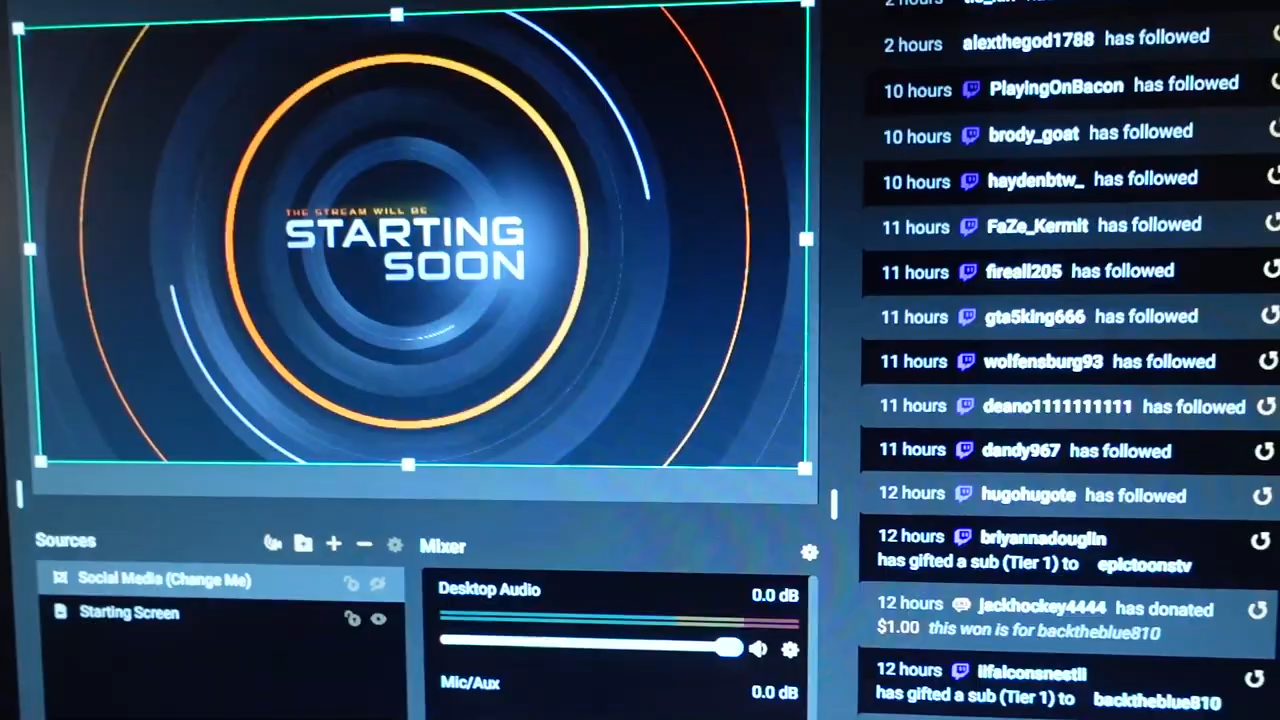 THE STREAM WILL BE
STARTING
SOON
2 hours
2 hours alexthegod1788 has followed
10 hours PlayingOnBacon has followed
10 hours brody_goat has followed
10 hours haydenbtw_ has followed
11 hours FaZe_Kermit has followed
11 hours fireall205 has followed
11 hours gta5king666 has followed
11 hours wolfensburg93 has followed
11 hours deano1111111111 has followed
11 hours dandy967 has followed
12 hours hugohugote has followed
12 hours briyannadouglin
has gifted a sub (Tier 1) to epictoonstv
12 hours jackhockey4444 has donated
$1.00 this won is for backtheblue810
12 hours lifalconsnestll
has gifted a sub (Tier 1) to backtheblue810
Sources
Social Media (Change Me)
Starting Screen
Mixer
Desktop Audio 0.0 dB
Mic/Aux 0.0 dB